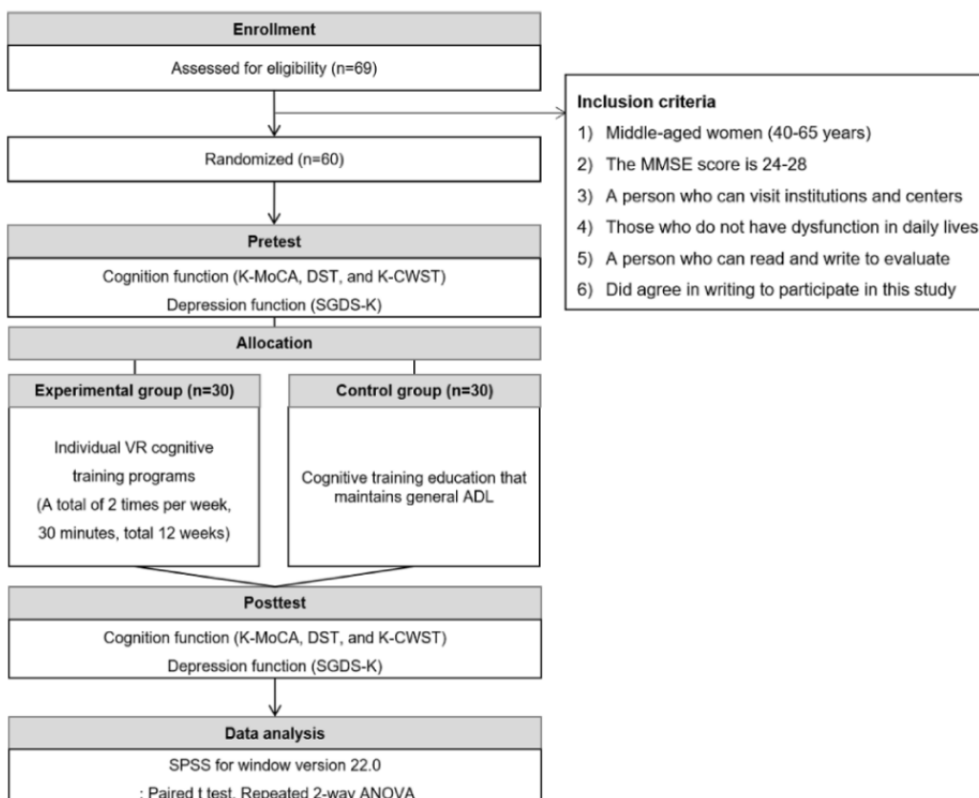 Enrollment
Assessed for eligibility (n=69)
Inclusion criteria
1) Middle-aged women (40-65 years)
2) The MMSE score is 24-28
3) A person who can visit institutions and centers
4) Those who do not have dysfunction in daily lives
5) A person who can read and write to evaluate
6) Did agree in writing to participate in this study
Randomized (n=60)
Pretest
Cognition function (K-MoCA, DST, and K-CWST)
Depression function (SGDS-K)
Allocation
Experimental group (n=30)
Individual VR cognitive
training programs
(A total of 2 times per week,
30 minutes, total 12 weeks)
Control group (n=30)
Cognitive training education that
maintains general ADL
Posttest
Cognition function (K-MoCA, DST, and K-CWST)
Depression function (SGDS-K)
Data analysis
SPSS for window version 22.0
: Paired t test, Repeated 2-way ANOVA